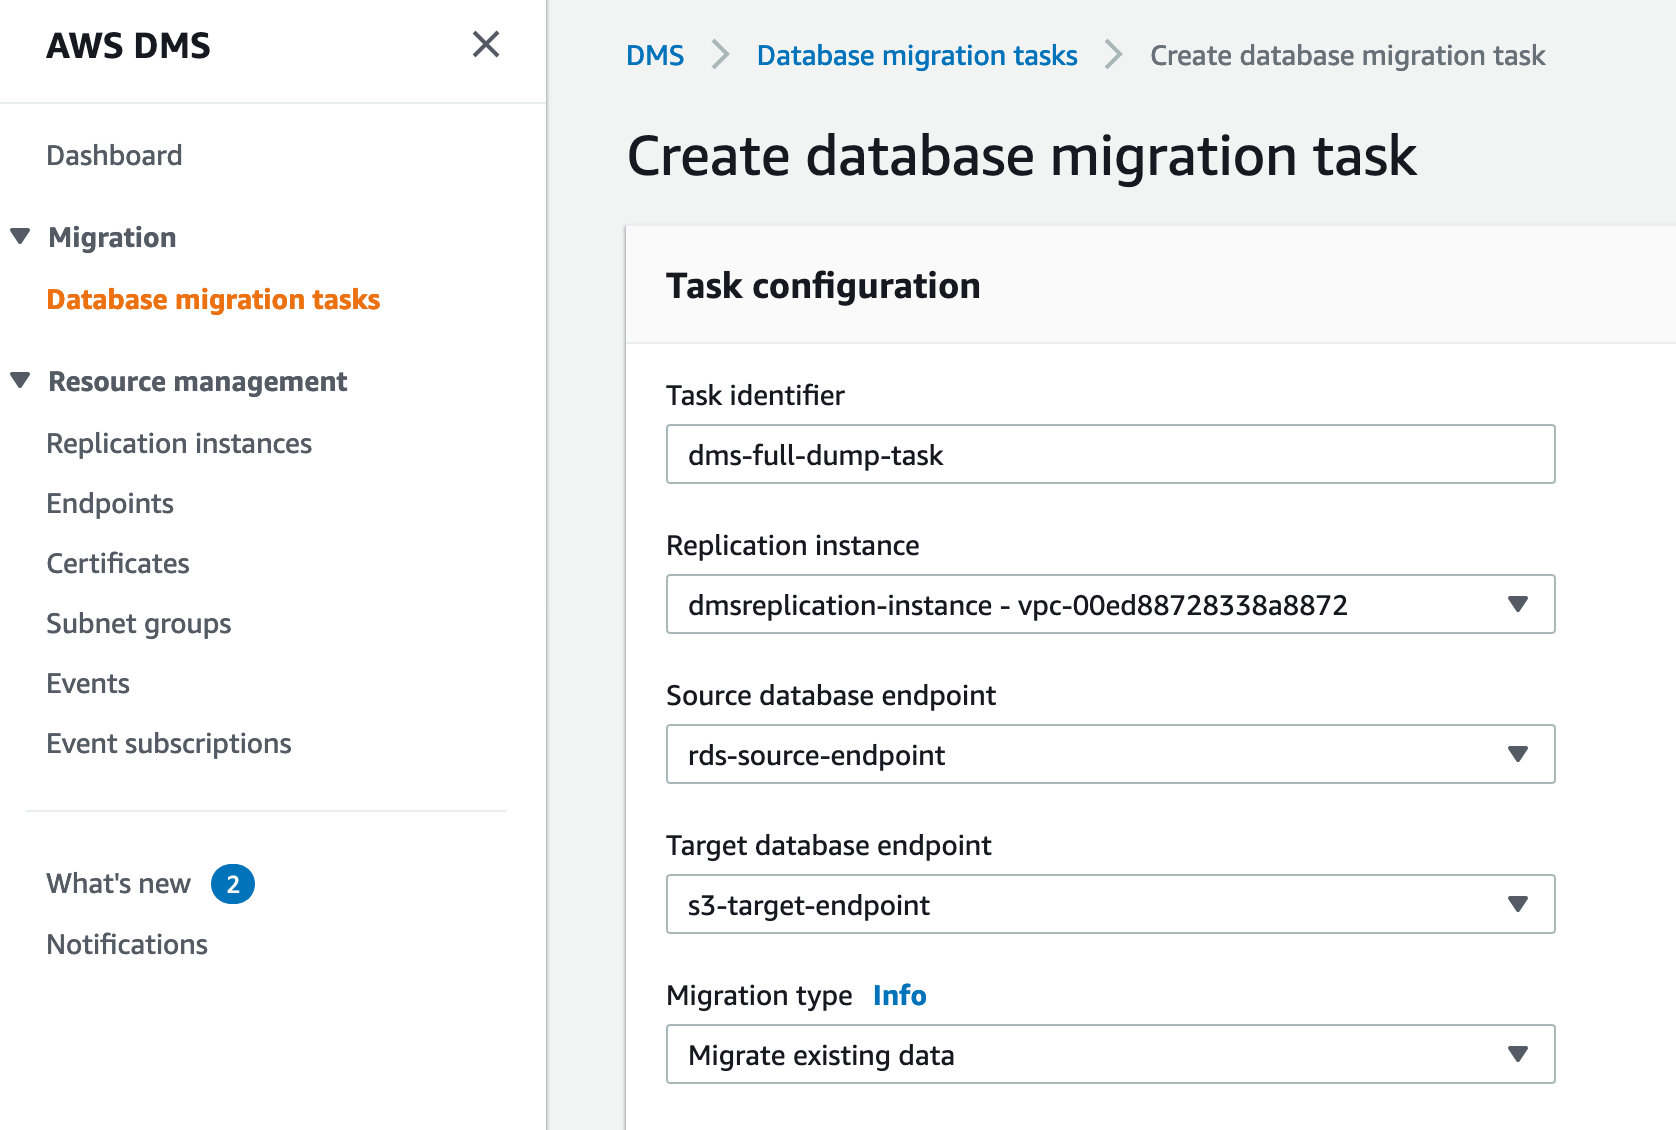 AWS DMS
Dashboard
Migration
Database migration tasks
Resource management
Replication instances
Endpoints
Certificates
Subnet groups
Events
Event subscriptions
What's new 2
Notifications
DMS Database migration tasks Create database migration task
Create database migration task
Task configuration
Task identifier
dms-full-dump-task
Replication instance
dmsreplication-instance - vpc-00ed88728338a8872
Source database endpoint
rds-source-endpoint
Target database endpoint
s3-target-endpoint
Migration type Info
Migrate existing data